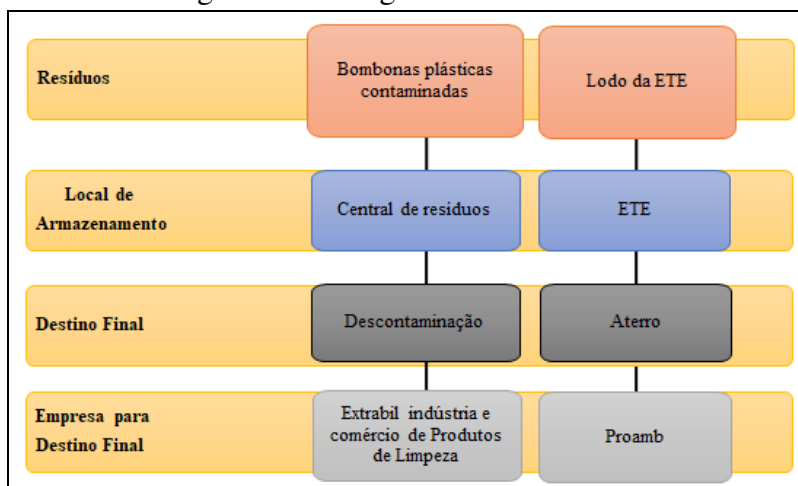 Resíduos
Bombonas plásticas
contaminadas
Lodo da ETE
Local de
Armazenamento
Central de resíduos
ETE
Destino Final
Descontaminação
Aterro
Empresa para
Destino Final
Extrabil indústria e
comércio de Produtos
de Limpeza
Proamb